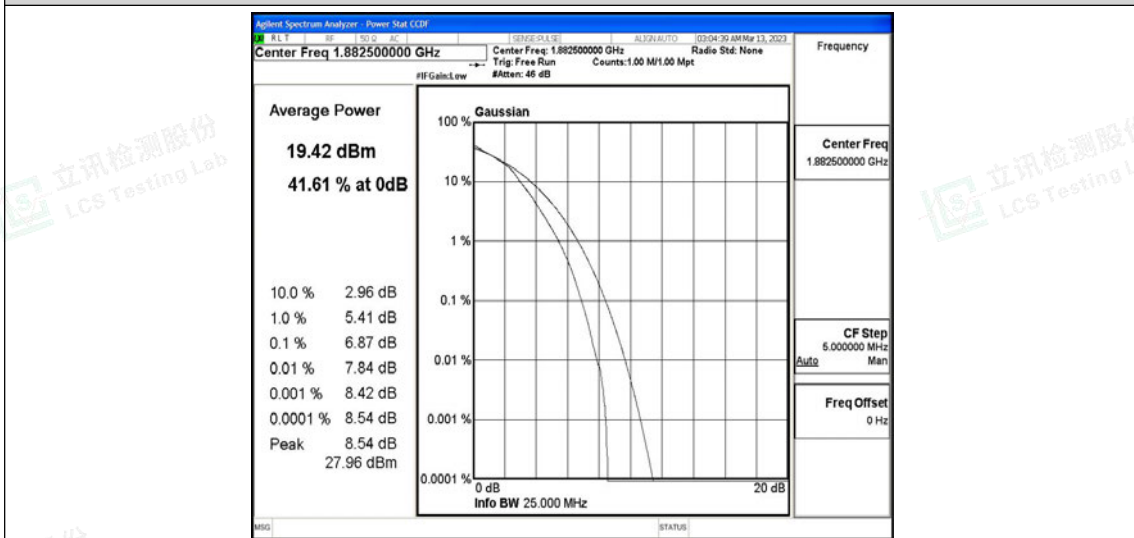 Agilent Spectrum Analyzer - Power Stat CCDF
RLT RF 50 Ω AC SENSE:PULSE ALIGN AUTO 03:04:39 AM Mar 13, 2023
Center Freq 1.882500000 GHz
Center Freq: 1.882500000 GHz
Radio Std: None
Trig: Free Run
Counts:1.00 M/1.00 Mpt
#IFGain:Low
#Atten: 46 dB
Frequency
Center Freq
1.882500000 GHz
CF Step
5.000000 MHz
Auto Man
Freq Offset
0 Hz
Average Power
19.42 dBm
41.61 % at 0dB
10.0 % 2.96 dB
1.0 % 5.41 dB
0.1 % 6.87 dB
0.01 % 7.84 dB
0.001 % 8.42 dB
0.0001 % 8.54 dB
Peak 8.54 dB
27.96 dBm
Gaussian
100 %
10 %
1 %
0.1 %
0.01 %
0.001 %
0.0001 %
0 dB
20 dB
Info BW 25.000 MHz
MSG
STATUS
立讯检测股份
LCS Testing Lab
立讯检测股份
LCS Testing L